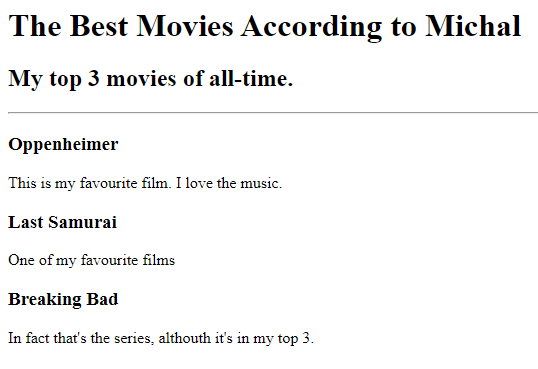 The Best Movies According to Michal
My top 3 movies of all-time.
Oppenheimer
This is my favourite film. I love the music.
Last Samurai
One of my favourite films
Breaking Bad
In fact that's the series, althouth it's in my top 3.